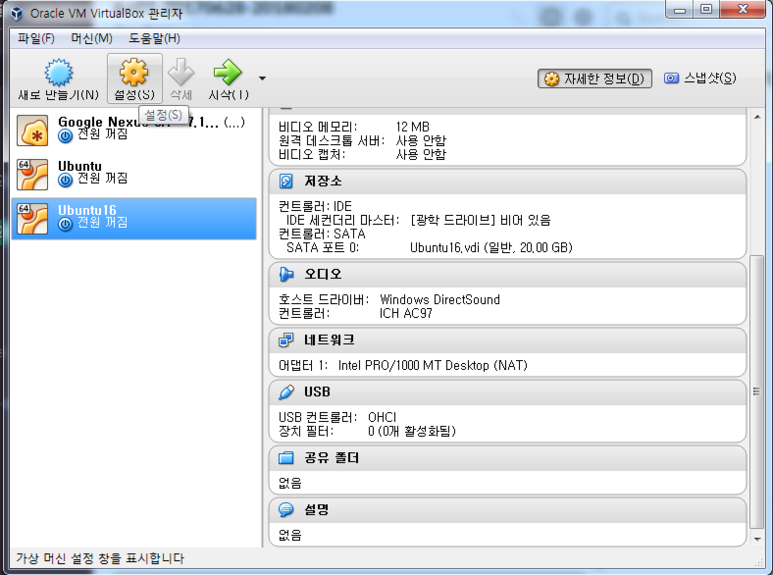 Oracle VM VirtualBox 관리자
파일(F) 머신(M) 도움말(H)
새로 만들기(N) 설정(S) 삭제 시작(T) 자세한 정보(D) 스냅샷(S)
설정(S)
Google Nexus (...)
전원 꺼짐
64 Ubuntu
전원 꺼짐
64 Ubuntu16
전원 꺼짐
비디오 메모리: 12 MB
원격 데스크톱 서버: 사용 안함
비디오 캡처: 사용 안함
저장소
컨트롤러: IDE
IDE 세컨더리 마스터: [광학 드라이브] 비어 있음
컨트롤러: SATA
SATA 포트 0: Ubuntu16.vdi (일반, 20.00 GB)
오디오
호스트 드라이버: Windows DirectSound
컨트롤러: ICH AC97
네트워크
어댑터 1: Intel PRO/1000 MT Desktop (NAT)
USB
USB 컨트롤러: OHCI
장치 필터: 0 (0개 활성화됨)
공유 폴더
없음
설명
없음
가상 머신 설정 창을 표시합니다